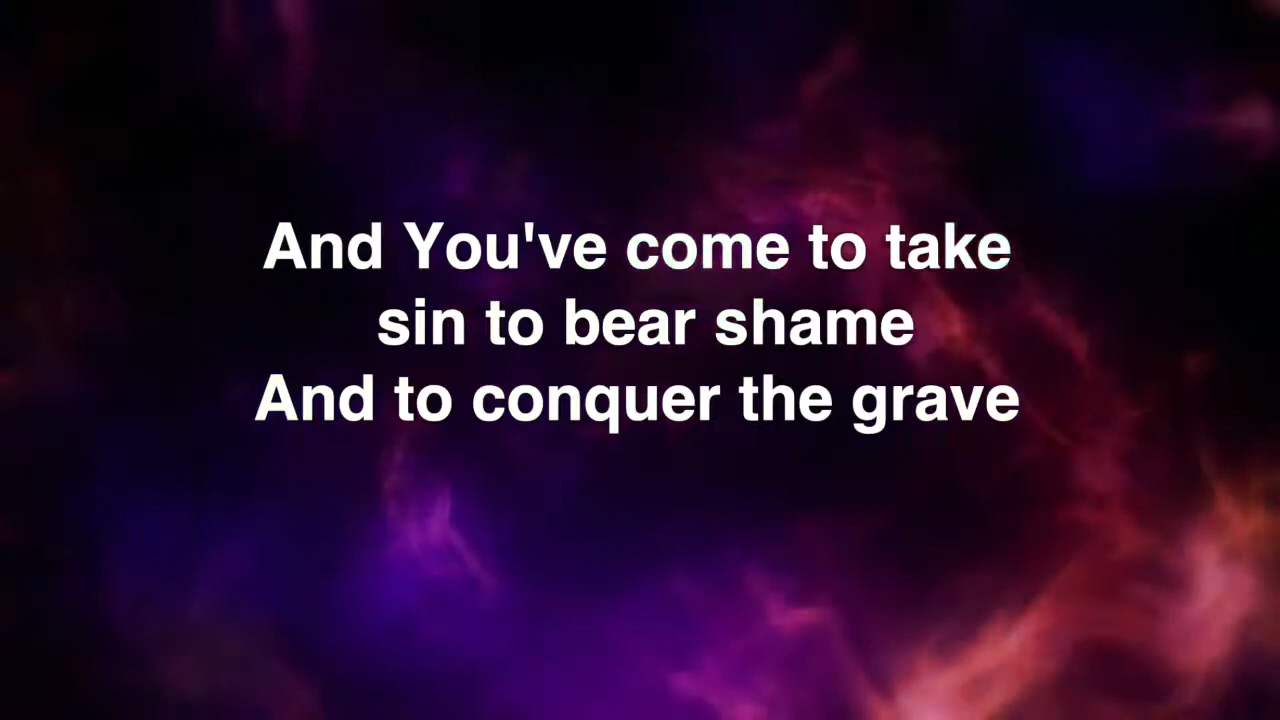 And You've come to take
sin to bear shame
And to conquer the grave